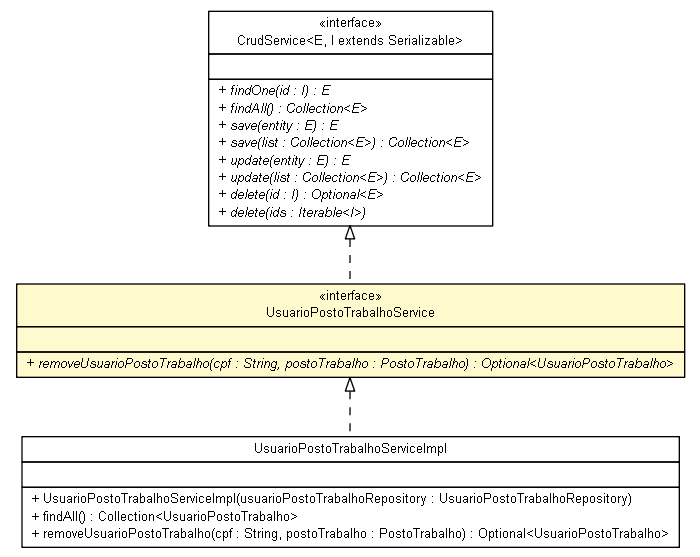 «interface»
CrudService<E, I extends Serializable>
+ findOne(id : I) : E
+ findAll() : Collection<E>
+ save(entity : E) : E
+ save(list : Collection<E>) : Collection<E>
+ update(entity : E) : E
+ update(list : Collection<E>) : Collection<E>
+ delete(id : I) : Optional<E>
+ delete(ids : Iterable<I>)
«interface»
UsuarioPostoTrabalhoService
+ removeUsuarioPostoTrabalho(cpf : String, postoTrabalho : PostoTrabalho) : Optional<UsuarioPostoTrabalho>
UsuarioPostoTrabalhoServiceImpl
+ UsuarioPostoTrabalhoServiceImpl(usuarioPostoTrabalhoRepository : UsuarioPostoTrabalhoRepository)
+ findAll() : Collection<UsuarioPostoTrabalho>
+ removeUsuarioPostoTrabalho(cpf : String, postoTrabalho : PostoTrabalho) : Optional<UsuarioPostoTrabalho>